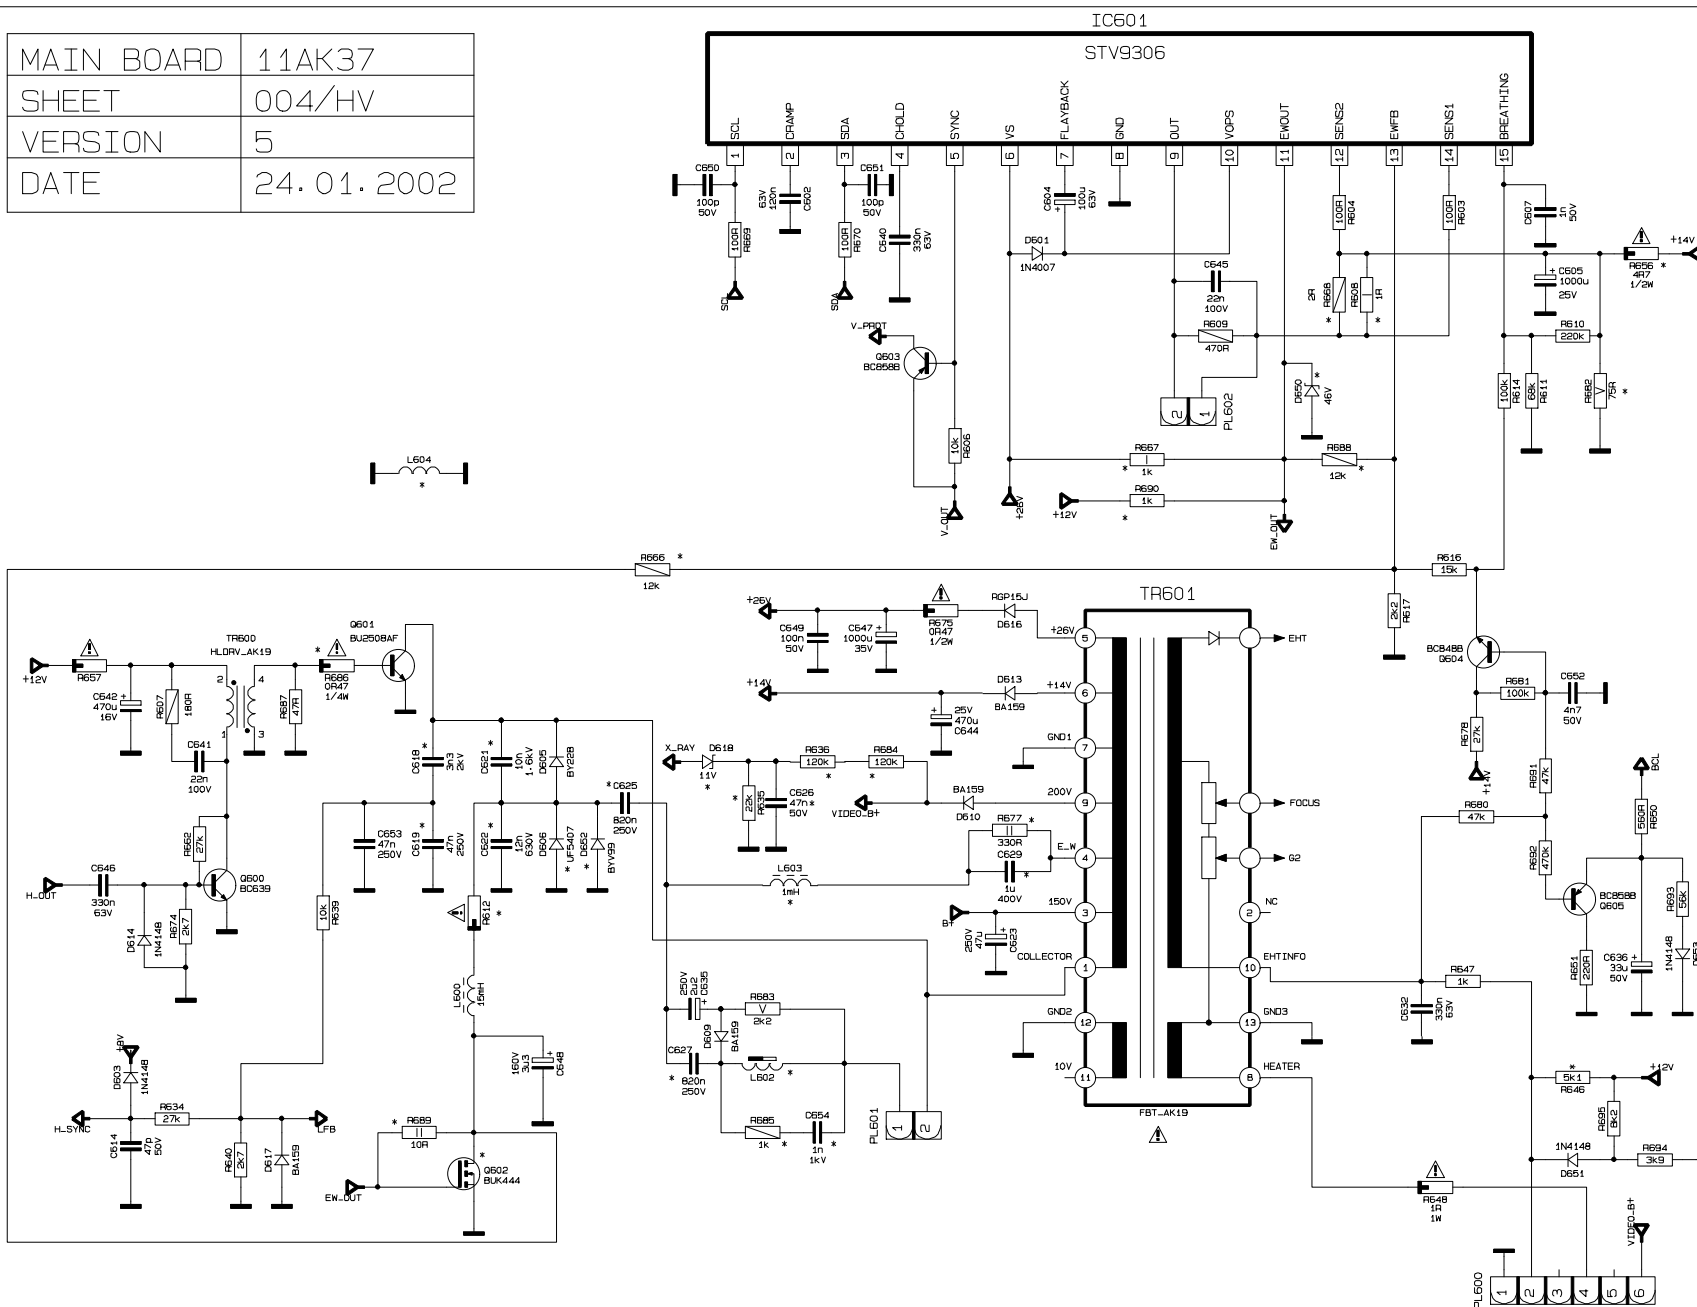 MAIN BOARD 11AK37
SHEET 004/HV
VERSION 5
DATE 24.01.2002
IC601
STV9306
SCL
CRAMP
SDA
CHOLD
SYNC
VS
FLAYBACK
GND
OUT
VOPS
EWOUT
SENS2
EWFB
SENS1
BREATHING
1 2 3 4 5 6 7 8 9 10 11 12 13 14 15
C650
100p
50V
63V
120n
C602
C651
100p
50V
C604
100u
63V
100R
R604
100R
R603
C607
1n
50V
100R
R669
100R
R670
C640
330n
63V
D601
1N4007
C645
22n
100V
R656 *
4R7
1/2W
+14V
C605
1000u
25V
SCL
SDA
2R
R668
*
R608
1R
*
V_PROT
Q603
BC858B
R609
470R
R610
220k
D650
46V
*
100k
R614
68k
R611
R682
75R
*
2 1
PL602
10k
R606
R667
* 1k
R688
12k *
R690
1k
*
+12V
+26V
V_OUT
EW_OUT
L604
*
R666 *
12k
R616
15k
2k2
R617
TR601
+26V
RGP15J
D616
C649
100n
50V
C647
1000u
35V
R675
0R47
1/2W
+26V
5
EHT
BC848B
Q604
Q601
BU2508AF
TR600
HLDRV_AK19
+12V
R657
C642
470u
16V
R607
180R
2 4
1 3
R687
47R
* R686
0R47
1/4W
C641
22n
100V
+14V
D613
BA159
+14V
6
25V
470u
C644
GND1
7
R681
100k
C652
4n7
50V
R678
27k
+14V
C618
3n3
2kV
*
C621
10n
1.6kV
*
D605
BY228
* C625
820n
250V
X_RAY
D618
11V
*
R636
120k
*
R684
120k
*
R635
22k
*
C626
47n *
50V
VIDEO_B+
BA159
D610
200V
9
FOCUS
R691
47k
R680
47k
BCL
560R
R650
R662
27k
C653
47n
250V
C619
47n
250V
*
C622
12n
630V
*
D606
UF5407
*
D652
BYV99
*
R677 *
330R
C629
1u *
400V
E_W
4
G2
R692
470k
BC858B
Q605
R693
56k
C646
330n
63V
H_OUT
Q600
BC639
D614
1N4148
R674
2k7
10k
R639
R612
*
L603
1mH
*
150V
3
B+
250V
47u
C623
NC
2
R651
220R
C636
33u
50V
1N4148
D653
COLLECTOR
1
EHTINFO
10
L600
15mH
250V
2u2
C635
R683
2k2
D609
BA159
GND2
12
GND3
13
C632
330n
63V
R647
1k
+8V
D603
1N4148
160V
3u3
C648
C627
* 820n
250V
L602 *
10V
11
HEATER
8
*
5k1
R646
+12V
FBT_AK19
H_SYNC
R634
27k
LFB
C614
47p
50V
R640
2k7
D617
BA159
* R689
10R
R685
1k *
C654
1n *
1kV
PL601
1 2
R695
8k2
1N4148
D651
R694
3k9
EW_OUT
*
Q602
BUK444
R648
1R
1W
VIDEO_B+
PL600
1 2 3 4 5 6